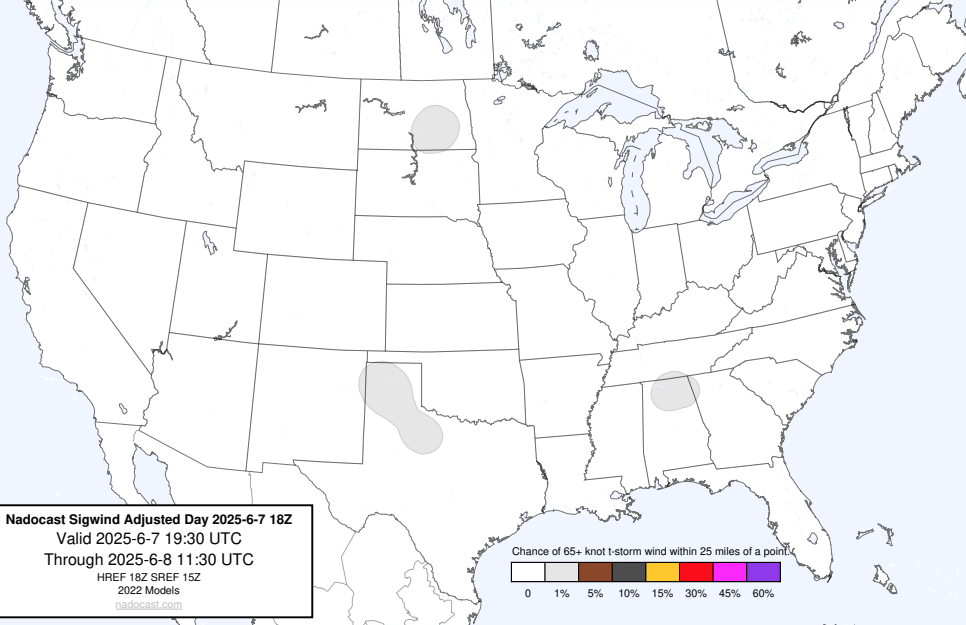 Nadocast Sigwind Adjusted Day 2025-6-7 18Z
Valid 2025-6-7 19:30 UTC
Through 2025-6-8 11:30 UTC
HREF 18Z SREF 15Z
2022 Models
nadocast.com
Chance of 65+ knot t-storm wind within 25 miles of a point.
0 1% 5% 10% 15% 30% 45% 60%